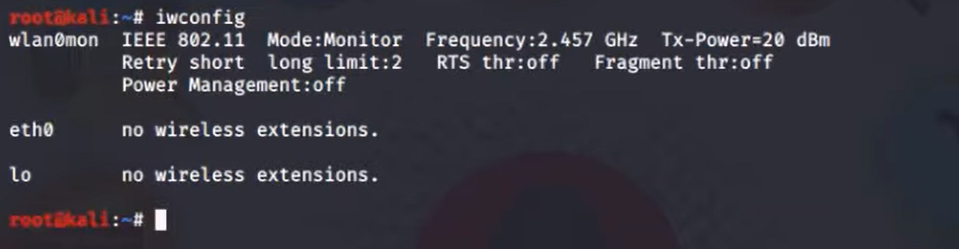 root@kali:~# iwconfig
wlan0mon  IEEE 802.11  Mode:Monitor  Frequency:2.457 GHz  Tx-Power=20 dBm
          Retry short  long limit:2   RTS thr:off   Fragment thr:off
          Power Management:off
eth0      no wireless extensions.
lo        no wireless extensions.
root@kali:~#